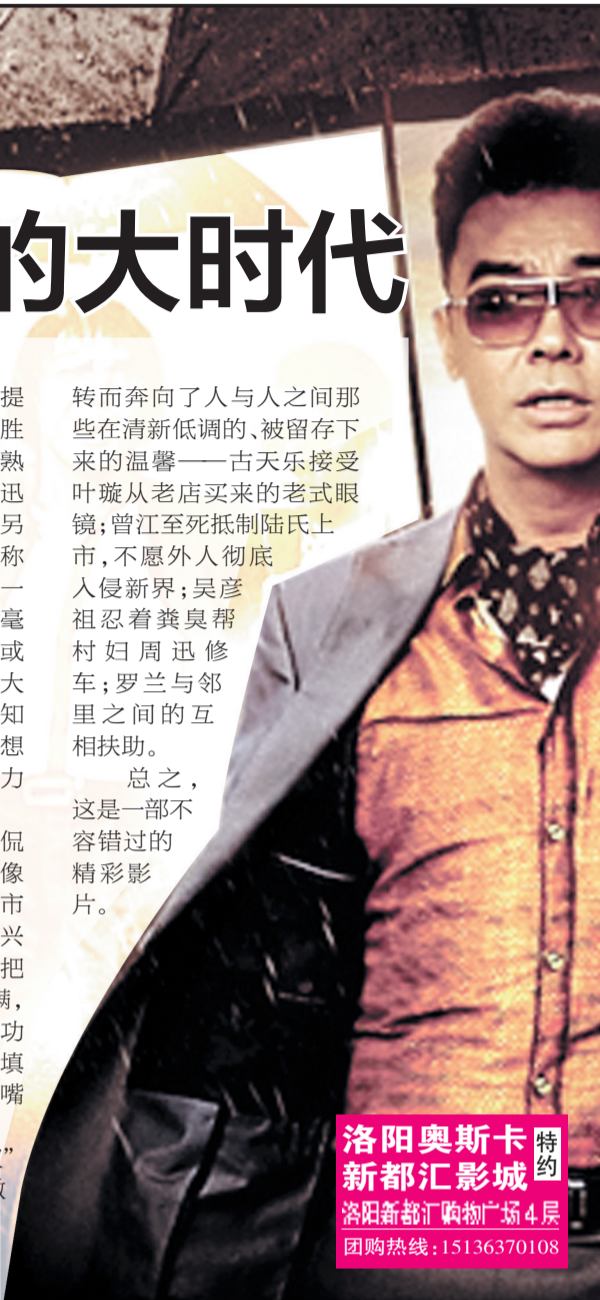 的大时代
提
胜
熟
迅
另
称
一
毫
或
大
知
想
力
侃
像
市
兴
把
满，
功
填
嘴
”
转而奔向了人与人之间那
些在清新低调的、被留存下
来的温馨——古天乐接受
叶璇从老店买来的老式眼
镜；曾江至死抵制陆氏上
市，不愿外人彻底
入侵新界；吴彦
祖忍着粪臭帮
村妇周迅修
车；罗兰与邻
里之间的互
相扶助。
总之，
这是一部不
容错过的
精彩影
片。
洛阳奥斯卡
新都汇影城
特约
洛阳新都汇购物广场4层
团购热线：15136370108